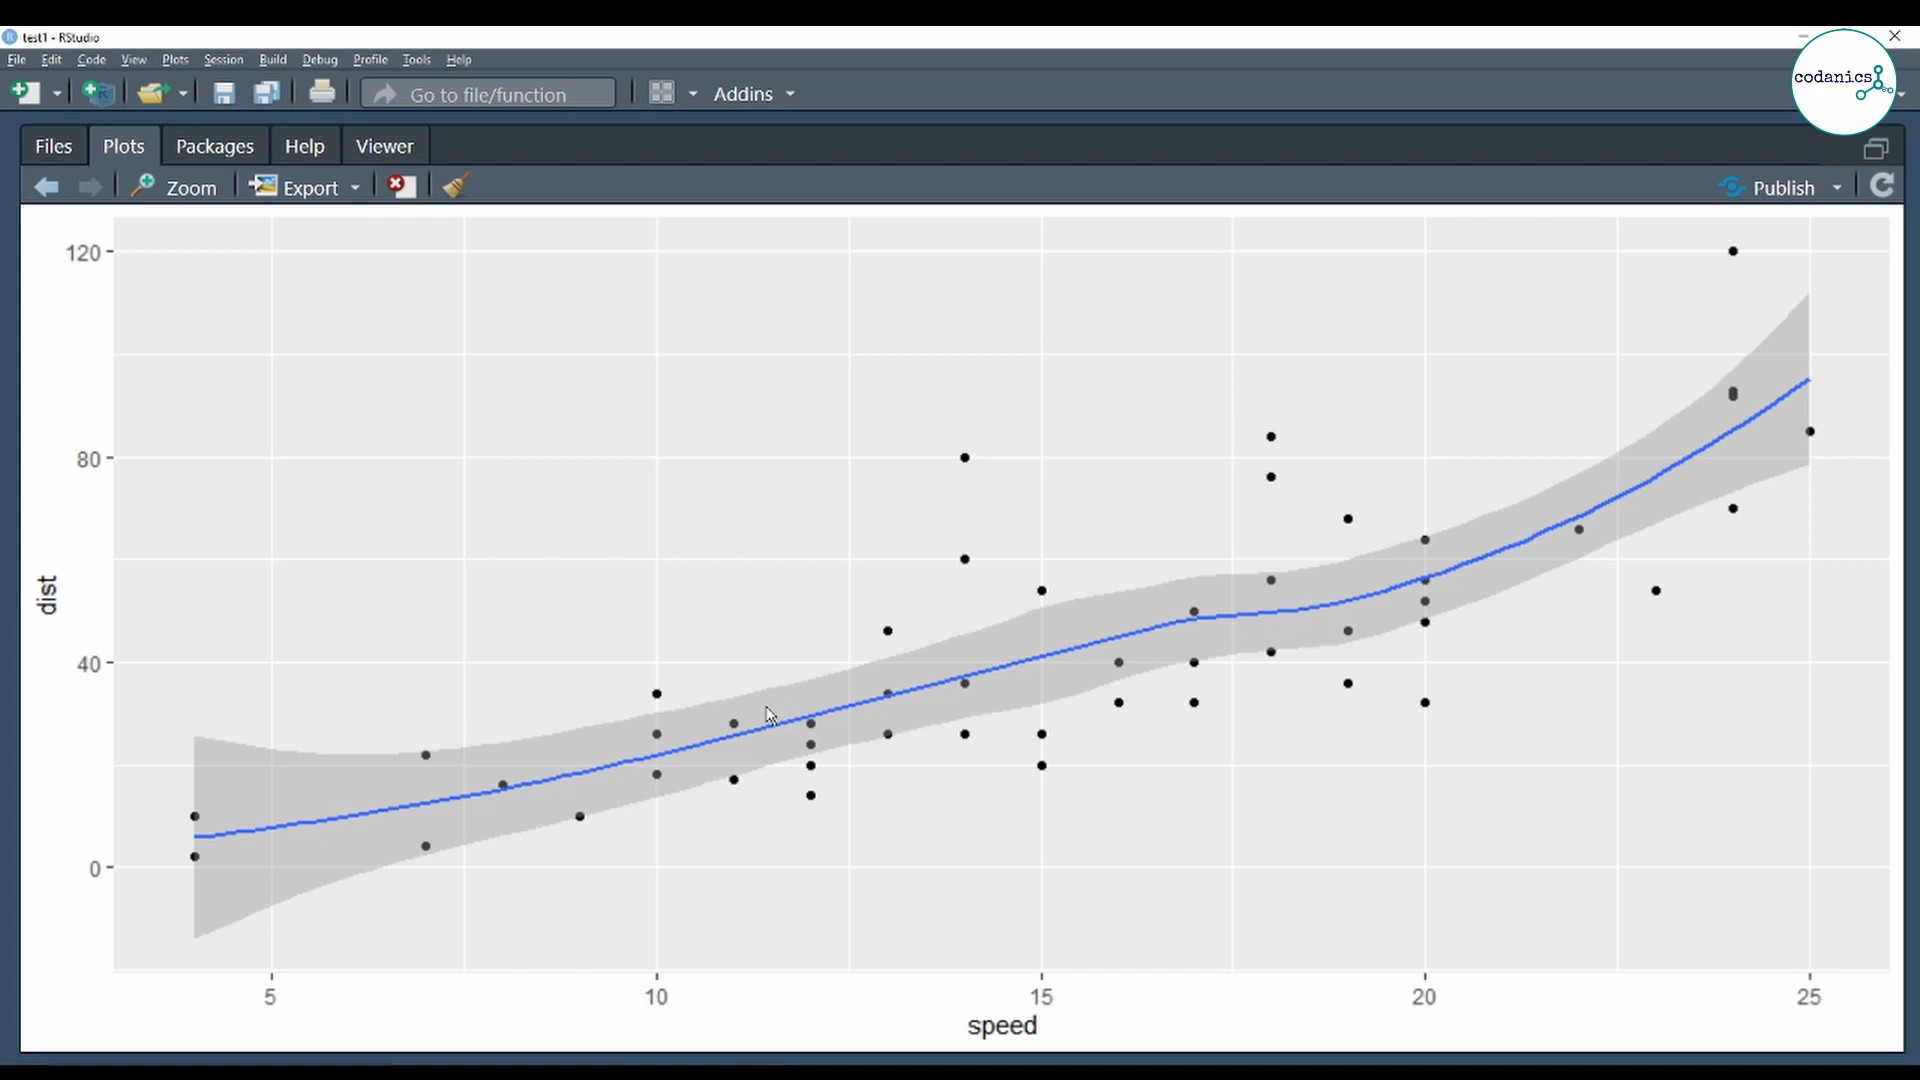 test1 - RStudio
File Edit Code View Plots Session Build Debug Profile Tools Help
Go to file/function Addins
codanics
Files Plots Packages Help Viewer
Zoom Export Publish
120
80
40
0
dist
5 10 15 20 25
speed